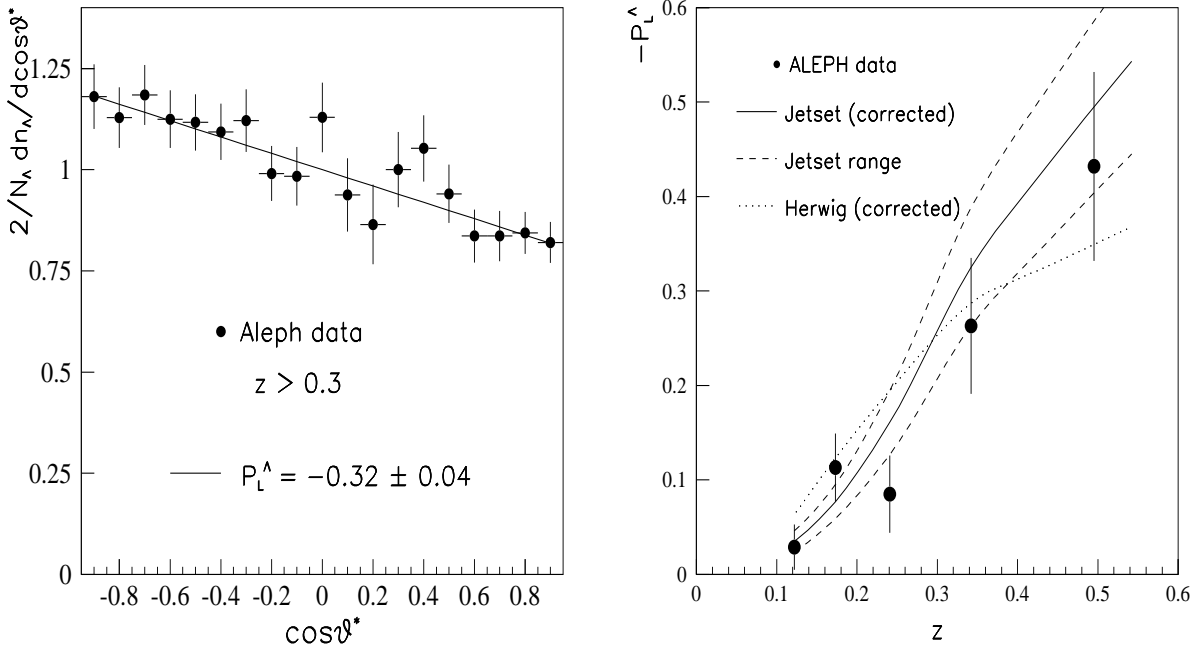 2/N_Λ dn_Λ/dcosϑ*
1.25
1
0.75
0.5
0.25
0
Aleph data
z > 0.3
P_L^Λ = −0.32 ± 0.04
-0.8 -0.6 -0.4 -0.2 0 0.2 0.4 0.6 0.8
cosϑ*
−P_L^Λ
0.6
0.5
0.4
0.3
0.2
0.1
0
ALEPH data
Jetset (corrected)
Jetset range
Herwig (corrected)
0 0.1 0.2 0.3 0.4 0.5 0.6
z